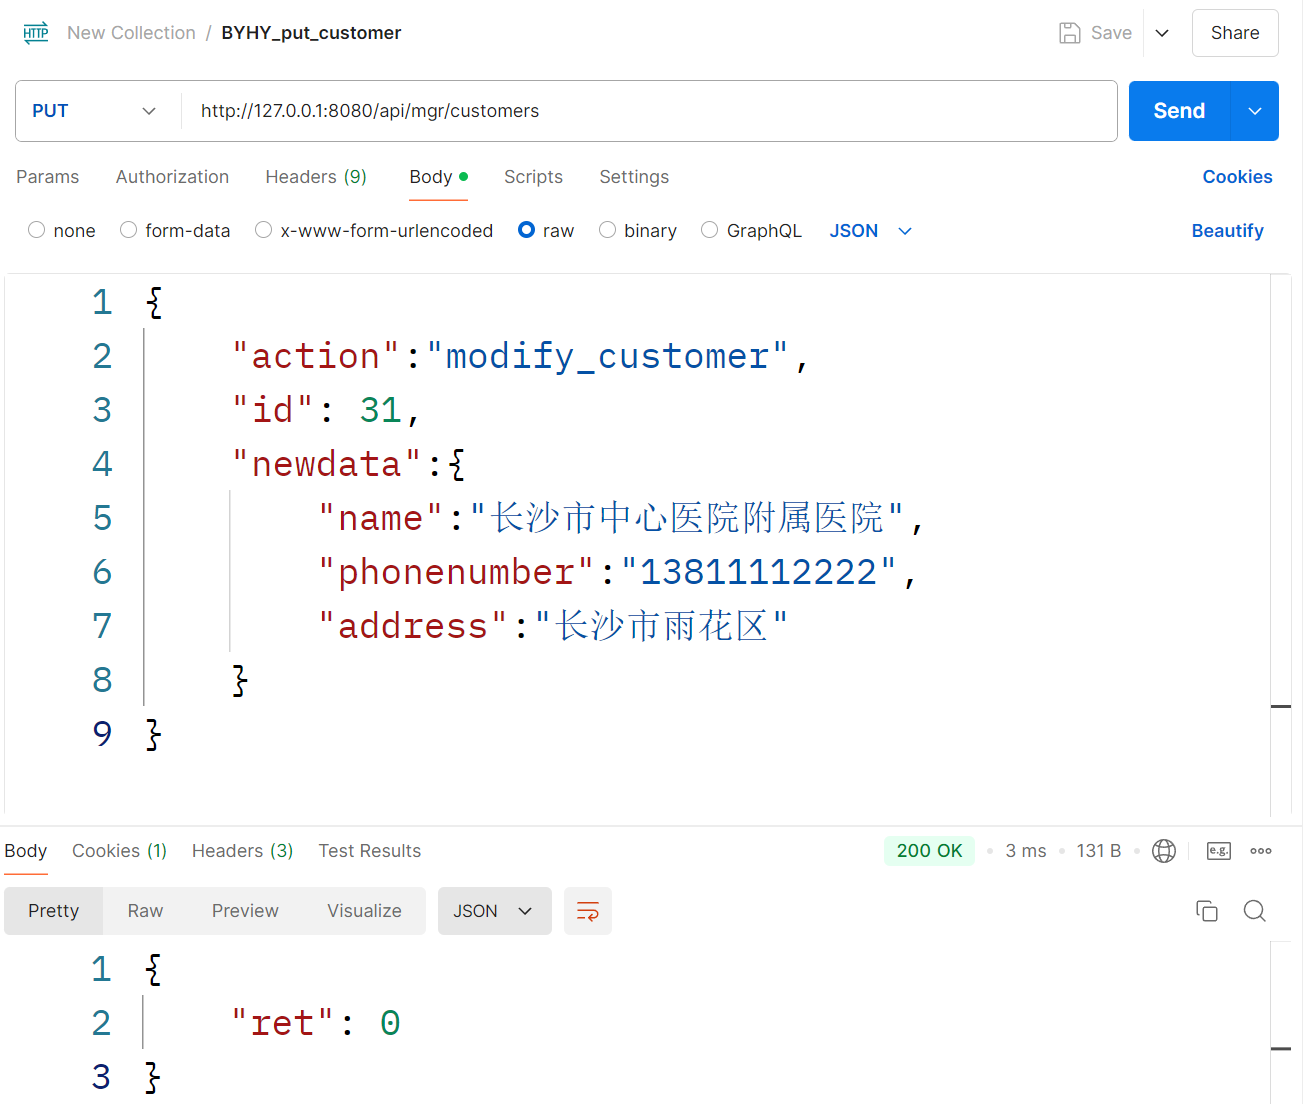 HTTP New Collection / BYHY_put_customer Save Share
PUT http://127.0.0.1:8080/api/mgr/customers Send
Params Authorization Headers (9) Body Scripts Settings Cookies
none form-data x-www-form-urlencoded raw binary GraphQL JSON Beautify
1 {
2 "action":"modify_customer",
3 "id": 31,
4 "newdata":{
5 "name":"长沙市中心医院附属医院",
6 "phonenumber":"13811112222",
7 "address":"长沙市雨花区"
8 }
9 }
Body Cookies (1) Headers (3) Test Results 200 OK 3 ms 131 B e.g.
Pretty Raw Preview Visualize JSON
1 {
2 "ret": 0
3 }